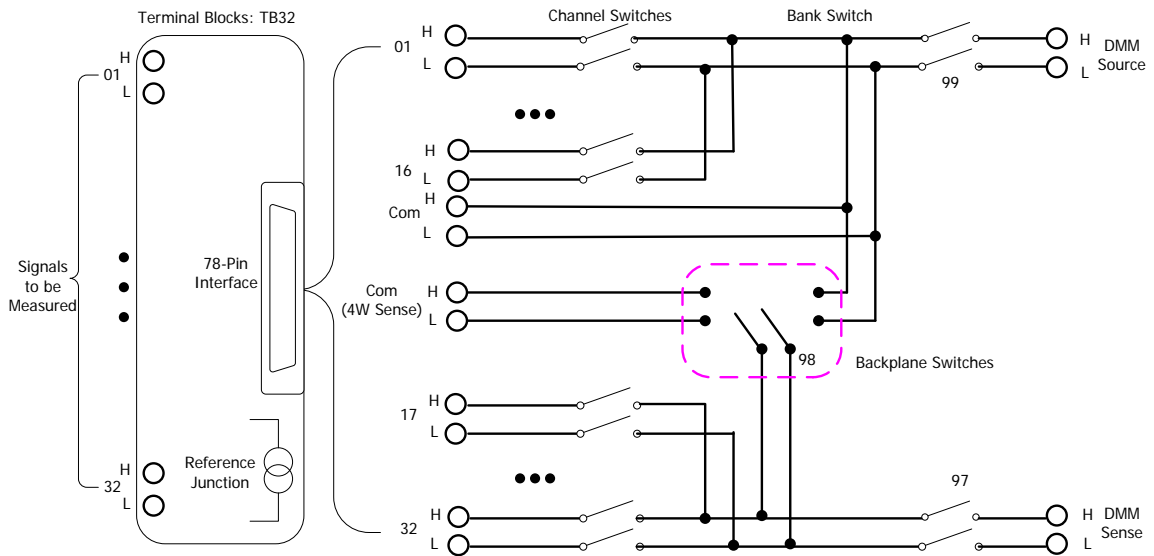 Terminal Blocks: TB32
Channel Switches
Bank Switch
H
01
L
Signals
to be
Measured
78-Pin
Interface
Reference
Junction
H
32
L
H
01
L
H
16
L
H
Com
L
Com
(4W Sense)
H
L
H
17
L
H
32
L
99
H
L
DMM
Source
98
Backplane Switches
97
H
L
DMM
Sense